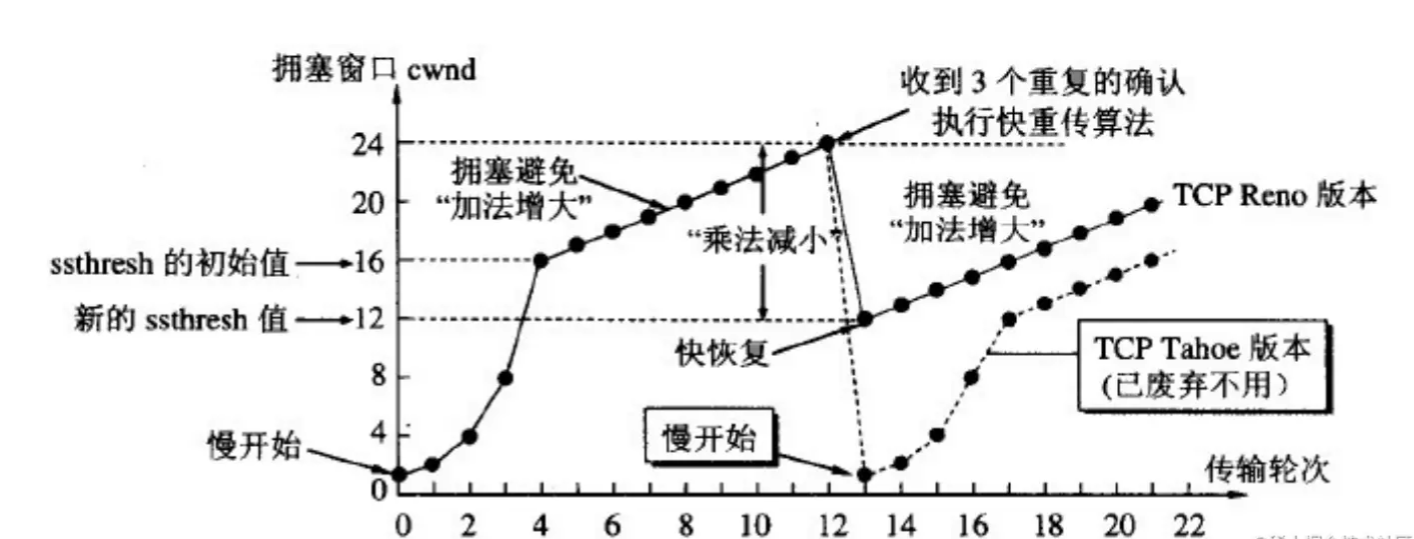 拥塞窗口 cwnd
收到 3 个重复的确认
执行快重传算法
24
拥塞避免
“加法增大”
20
拥塞避免
“加法增大”
TCP Reno 版本
“乘法减小”
ssthresh 的初始值
16
新的 ssthresh 值
12
快恢复
TCP Tahoe 版本
(已废弃不用)
8
慢开始
4
慢开始
传输轮次
0
0 2 4 6 8 10 12 14 16 18 20 22